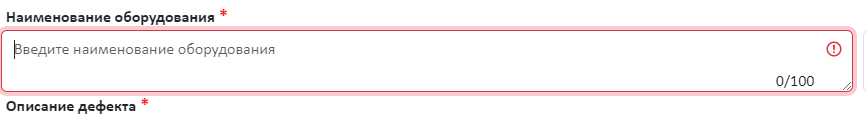 Наименование оборудования *
Введите наименование оборудования
0/100
Описание дефекта *